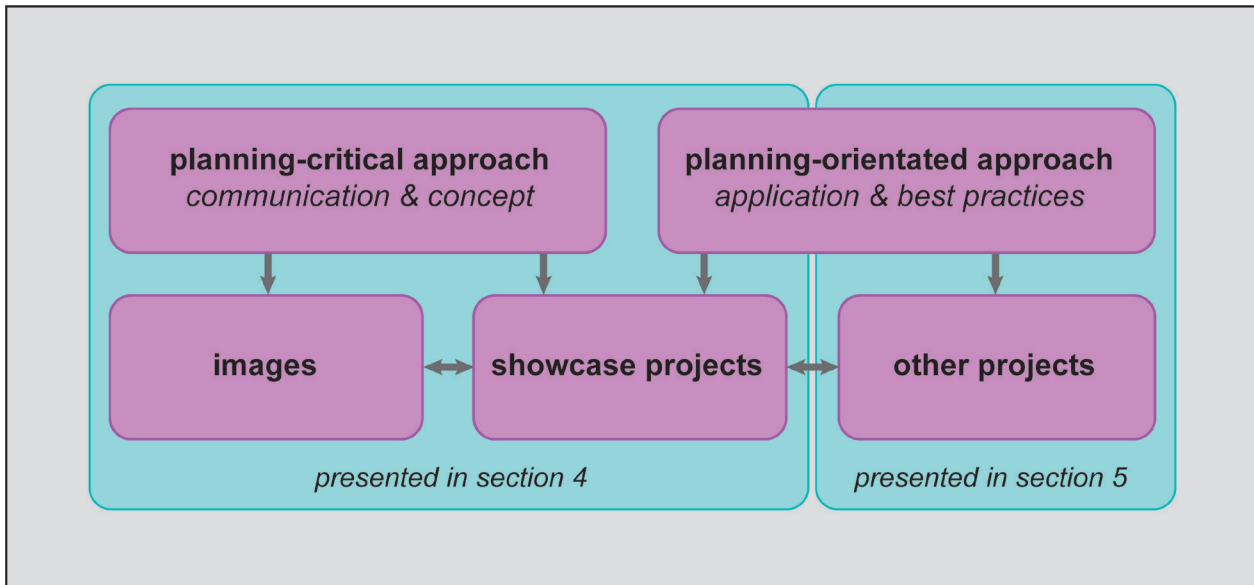 planning-critical approach
communication & concept
planning-orientated approach
application & best practices
images
showcase projects
other projects
presented in section 4
presented in section 5